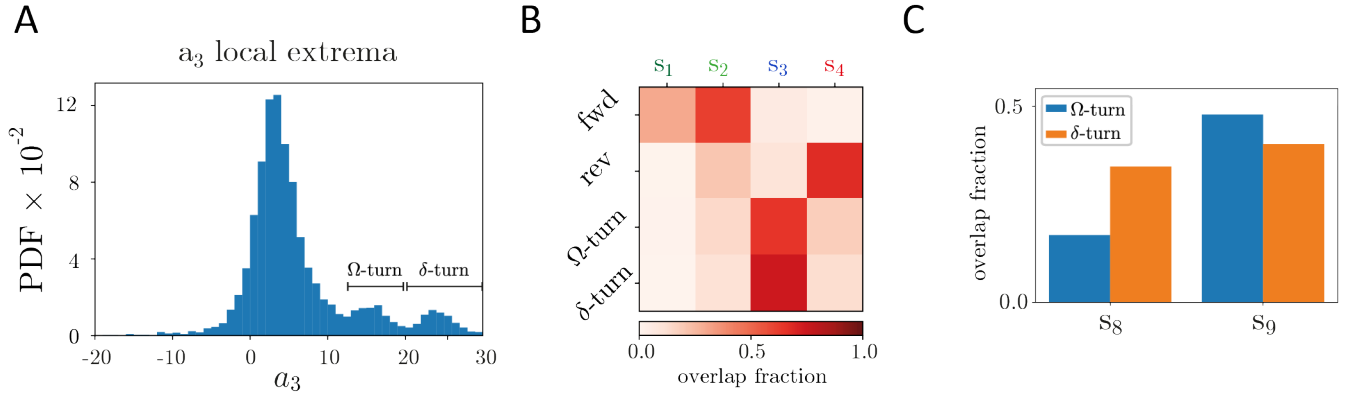 A
B
C
a₃ local extrema
PDF × 10⁻²
12
8
4
0
Ω-turn
δ-turn
-20
-10
0
10
20
30
a₃
s₁
s₂
s₃
s₄
fwd
rev
Ω-turn
δ-turn
0.0
0.5
1.0
overlap fraction
overlap fraction
0.5
0.0
Ω-turn
δ-turn
s₈
s₉